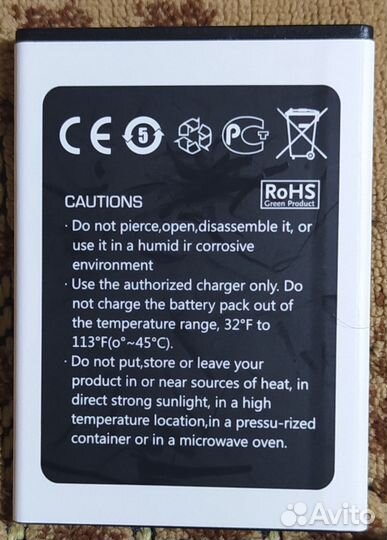 CE 5 PCT
RoHS
Green Product
CAUTIONS
· Do not pierce,open,disassemble it, or
use it in a humid ir corrosive
environment
· Use the authorized charger only. Do
not charge the battery pack out of
the temperature range, 32°F to
113°F(o°~45°C).
· Do not put,store or leave your
product in or near sources of heat, in
direct strong sunlight, in a high
temperature location,in a pressu-rized
container or in a microwave oven.
Avito